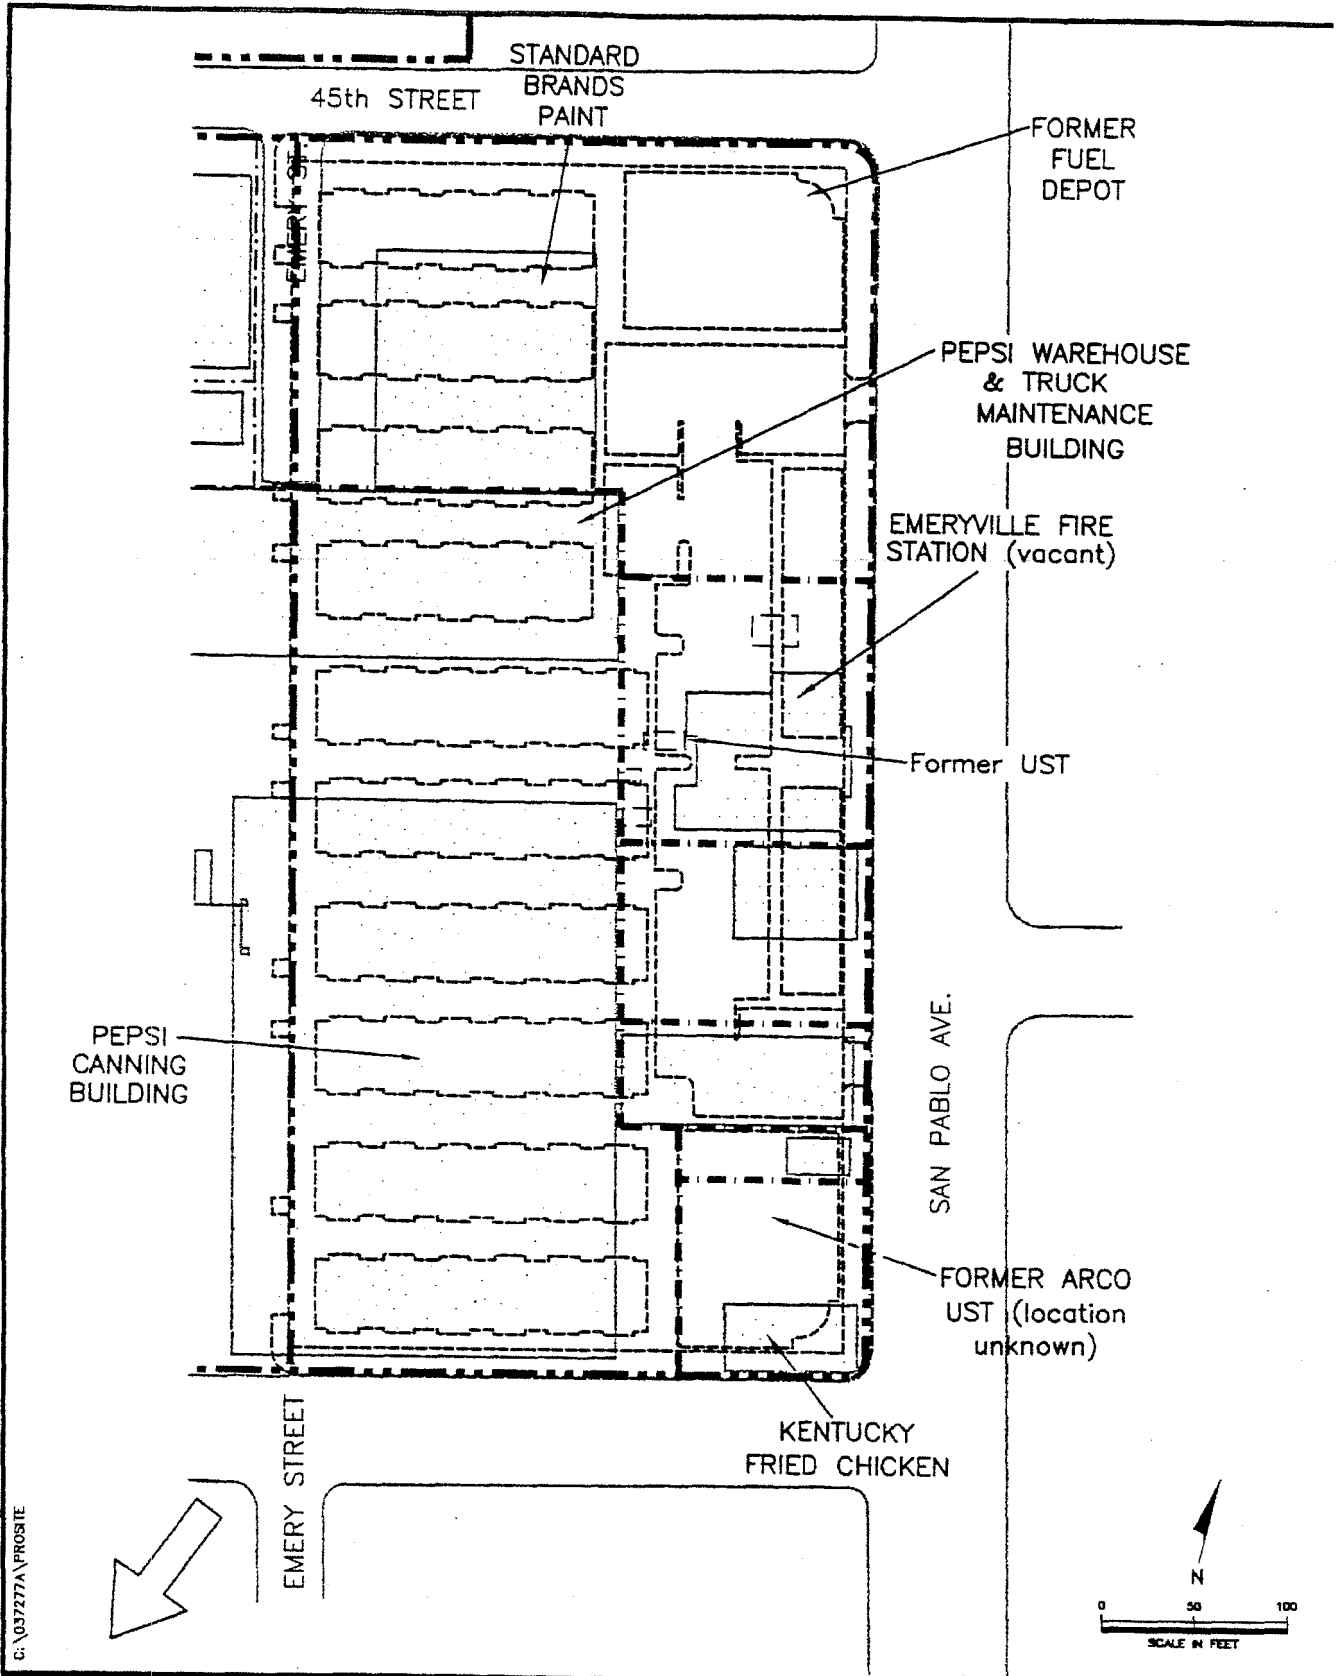 STANDARD
BRANDS
PAINT
45th STREET
FORMER
FUEL
DEPOT
EMERY ST
PEPSI WAREHOUSE
& TRUCK
MAINTENANCE
BUILDING
EMERYVILLE FIRE
STATION (vacant)
Former UST
PEPSI
CANNING
BUILDING
SAN PABLO AVE.
FORMER ARCO
UST (location
unknown)
KENTUCKY
FRIED CHICKEN
EMERY STREET
N
0 50 100
SCALE IN FEET
C:\037277A\PROSITE